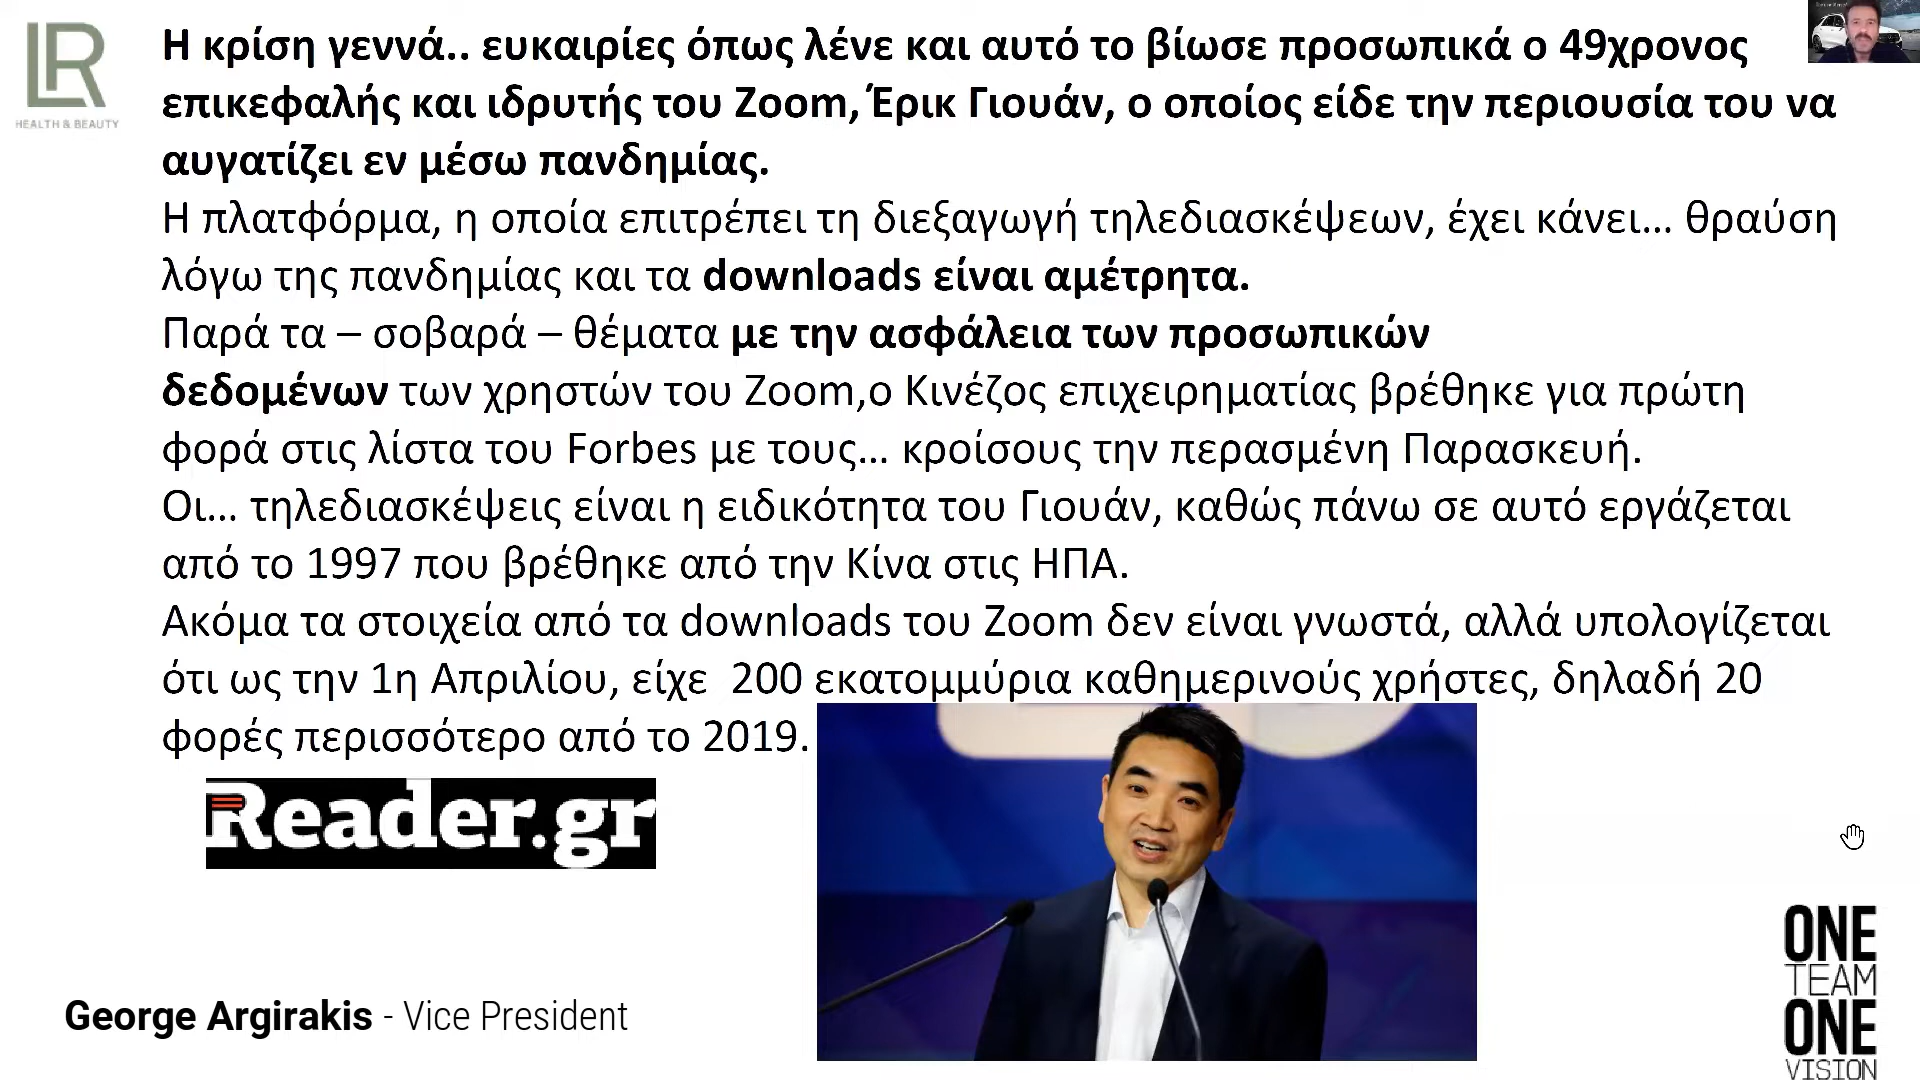 LR
HEALTH & BEAUTY
Η κρίση γεννά.. ευκαιρίες όπως λένε και αυτό το βίωσε προσωπικά ο 49χρονος
επικεφαλής και ιδρυτής του Zoom, Έρικ Γιουάν, ο οποίος είδε την περιουσία του να
αυγατίζει εν μέσω πανδημίας.
Η πλατφόρμα, η οποία επιτρέπει τη διεξαγωγή τηλεδιασκέψεων, έχει κάνει… θραύση
λόγω της πανδημίας και τα downloads είναι αμέτρητα.
Παρά τα – σοβαρά – θέματα με την ασφάλεια των προσωπικών
δεδομένων των χρηστών του Zoom,ο Κινέζος επιχειρηματίας βρέθηκε για πρώτη
φορά στις λίστα του Forbes με τους… κροίσους την περασμένη Παρασκευή.
Οι… τηλεδιασκέψεις είναι η ειδικότητα του Γιουάν, καθώς πάνω σε αυτό εργάζεται
από το 1997 που βρέθηκε από την Κίνα στις ΗΠΑ.
Ακόμα τα στοιχεία από τα downloads του Zoom δεν είναι γνωστά, αλλά υπολογίζεται
ότι ως την 1η Απριλίου, είχε  200 εκατομμύρια καθημερινούς χρήστες, δηλαδή 20
φορές περισσότερο από το 2019.
Reader.gr
George Argirakis - Vice President
ONE
TEAM
ONE
VISION